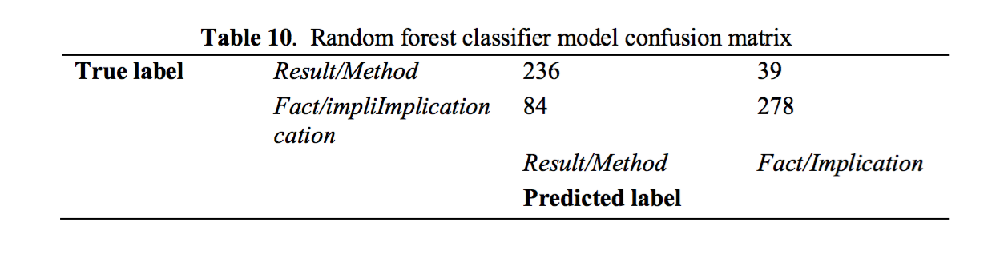 Table 10. Random forest classifier model confusion matrix
True label Result/Method 236 39
Fact/impliImplication 84 278
cation
Result/Method Fact/Implication
Predicted label